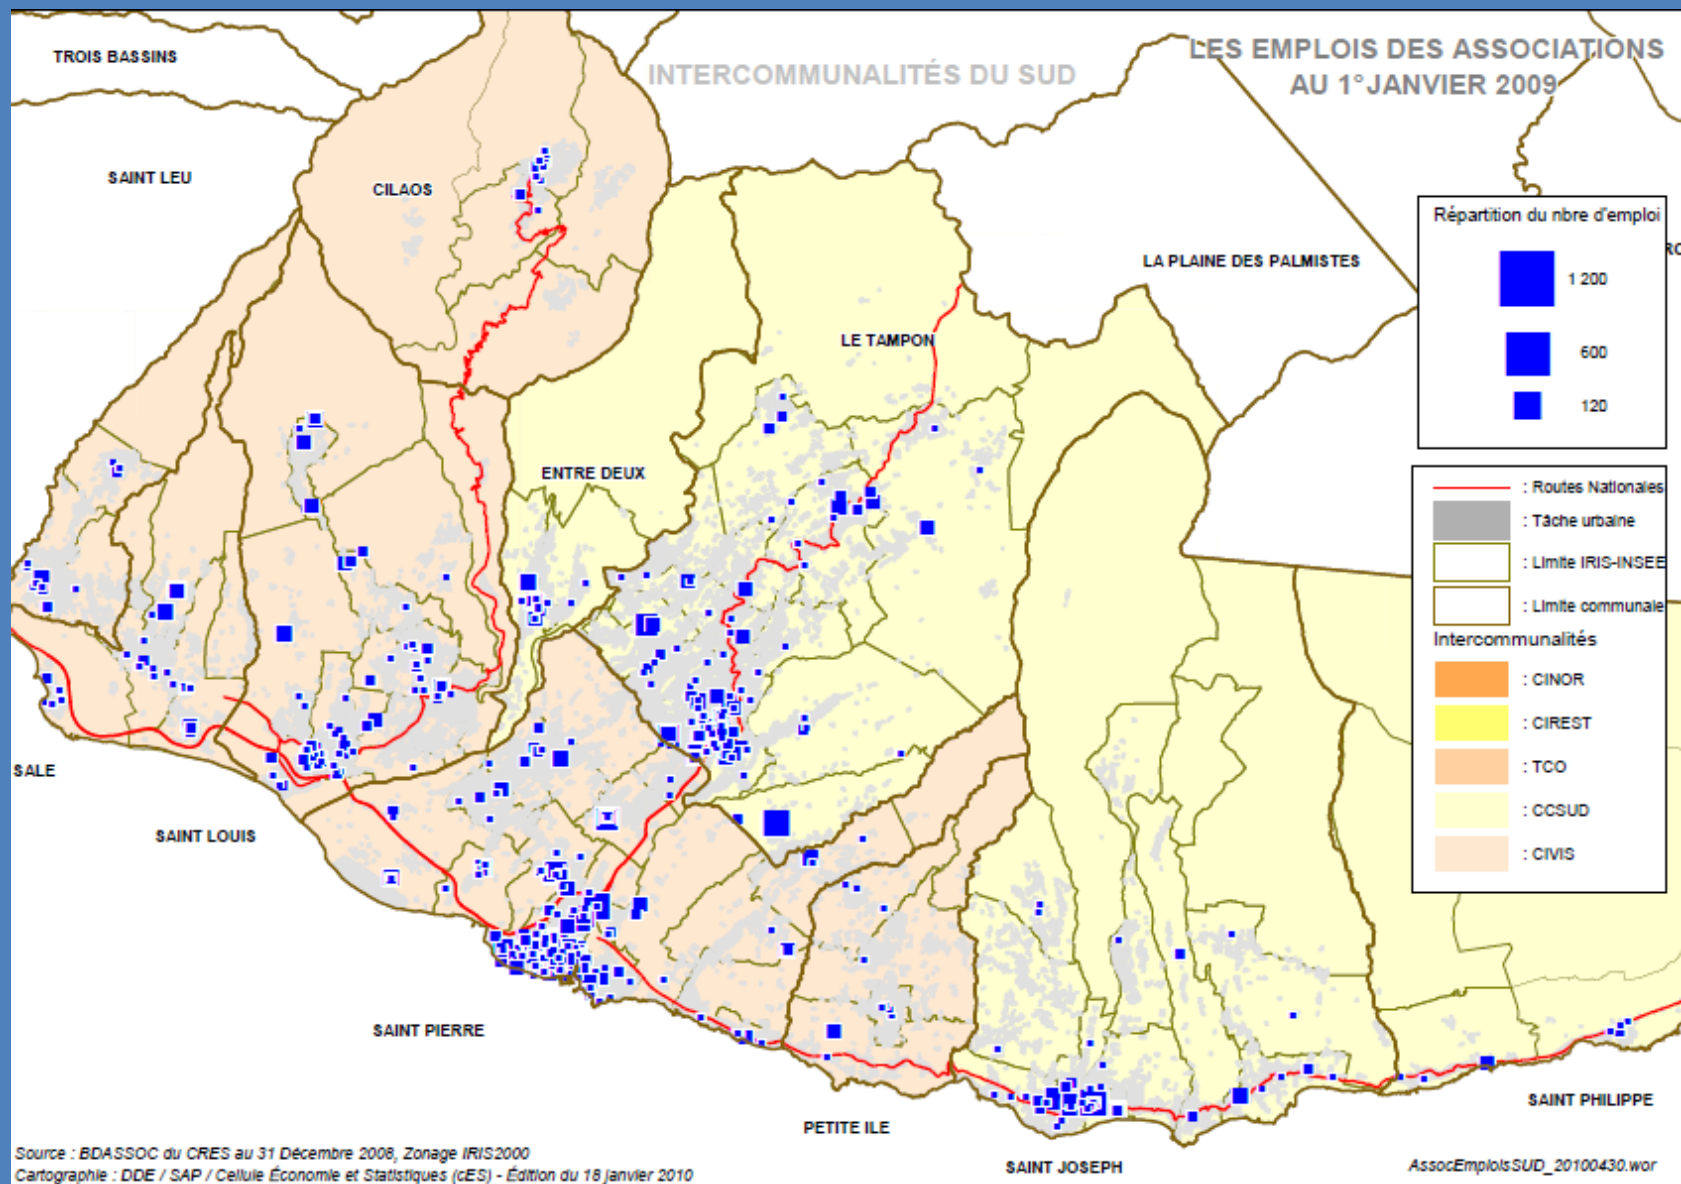 TROIS BASSINS
INTERCOMMUNALITÉS DU SUD
LES EMPLOIS DES ASSOCIATIONS
AU 1°JANVIER 2009
SAINT LEU
CILAOS
LA PLAINE DES PALMISTES
LE TAMPON
ENTRE DEUX
Répartition du nbre d'emploi
1 200
600
120
: Routes Nationales
: Tâche urbaine
: Limite IRIS-INSEE
: Limite communale
Intercommunalités
: CINOR
: CIREST
: TCO
: CCSUD
: CIVIS
SALE
SAINT LOUIS
SAINT PIERRE
PETITE ILE
SAINT JOSEPH
SAINT PHILIPPE
Source : BDASSOC du CRES au 31 Décembre 2008, Zonage IRIS2000
Cartographie : DDE / SAP / Cellule Économie et Statistiques (cES) - Édition du 18 janvier 2010
AssocEmploisSUD_20100430.wor